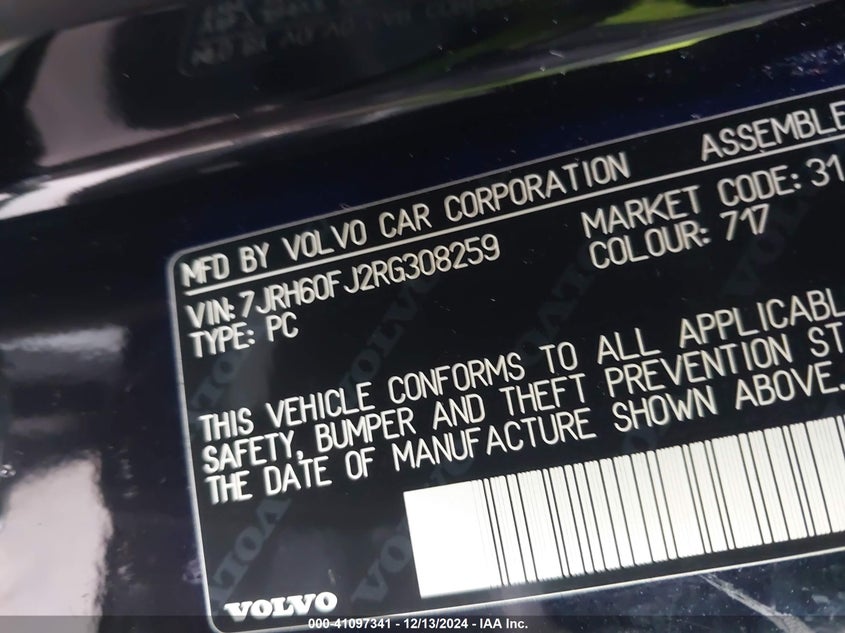 MFD BY VOLVO CAR CORPORATION ASSEMBLE
VIN: 7JRH60FJ2RG308259 MARKET CODE: 31
TYPE: PC COLOUR: 717
THIS VEHICLE CONFORMS TO ALL APPLICABL
SAFETY, BUMPER AND THEFT PREVENTION ST
THE DATE OF MANUFACTURE SHOWN ABOVE.
VOLVO
000-41097341 - 12/13/2024 - IAA Inc.